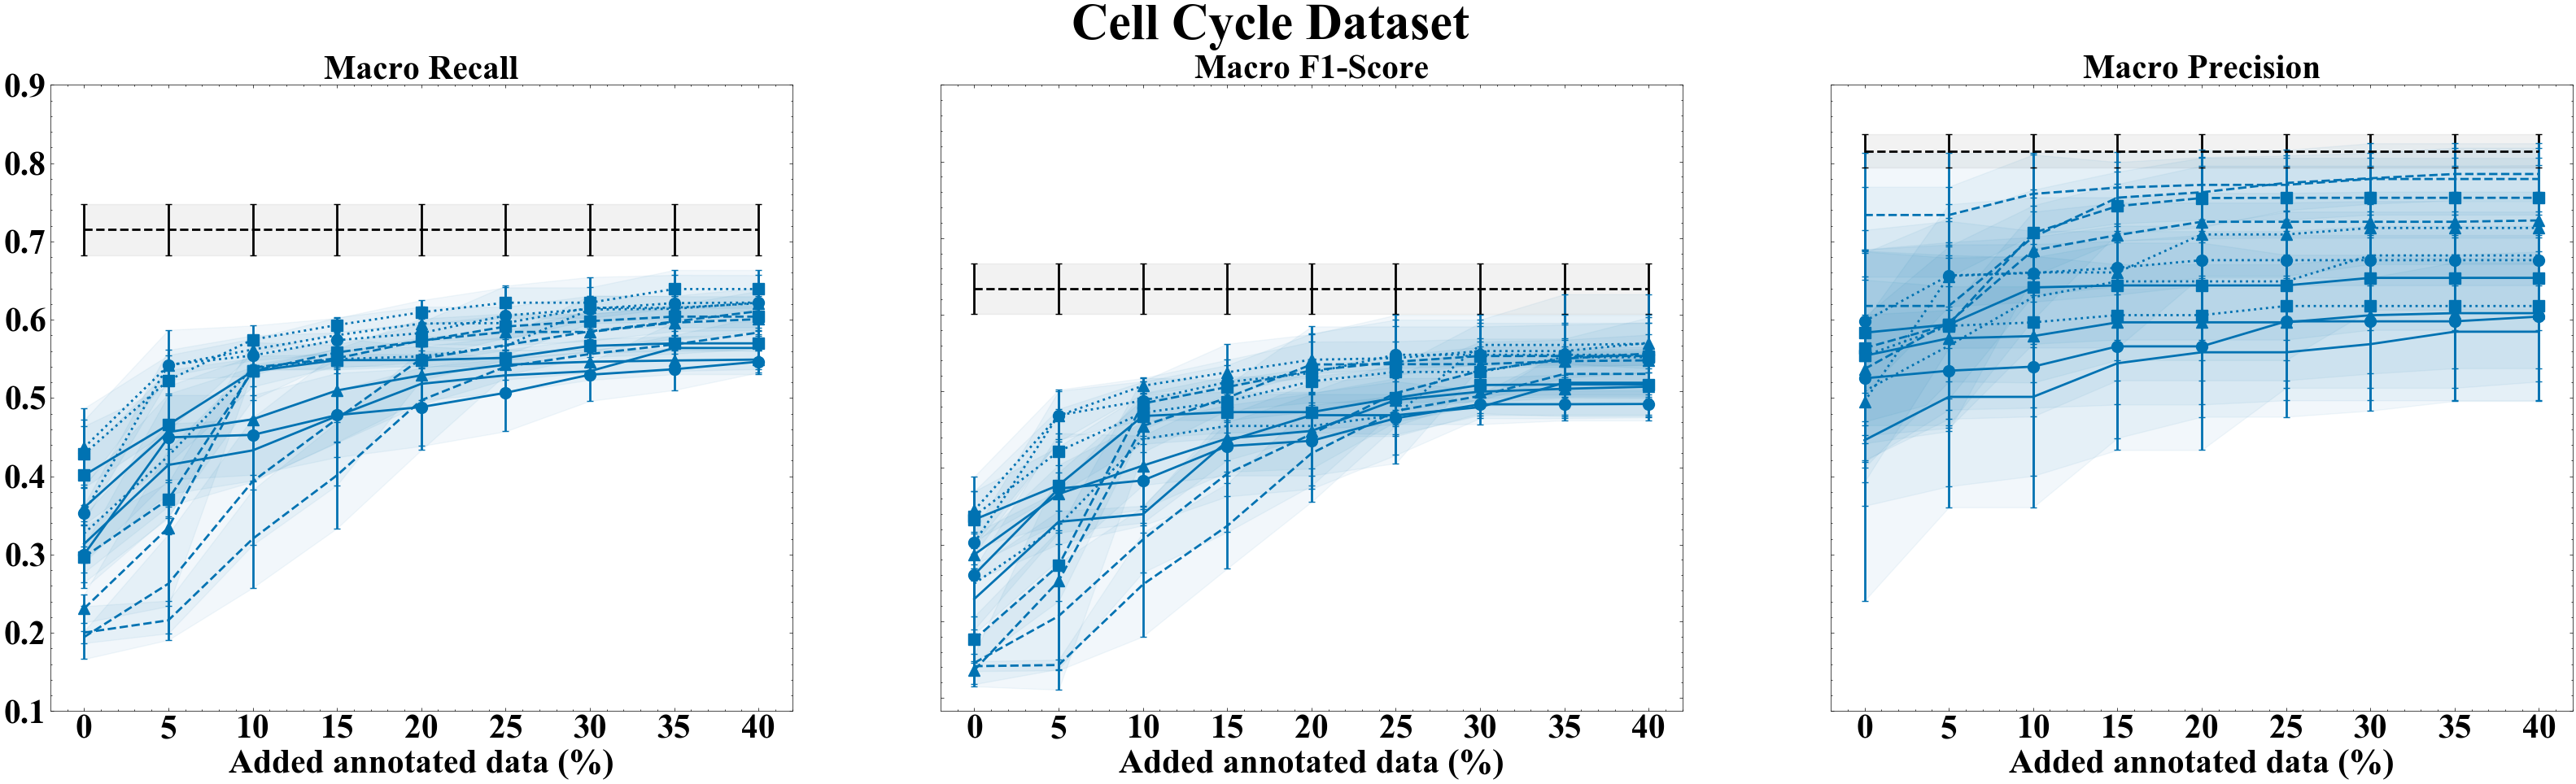 Cell Cycle Dataset
Macro Recall
0.9
0.8
0.7
0.6
0.5
0.4
0.3
0.2
0.1
0 5 10 15 20 25 30 35 40
Added annotated data (%)
Macro F1-Score
0 5 10 15 20 25 30 35 40
Added annotated data (%)
Macro Precision
0 5 10 15 20 25 30 35 40
Added annotated data (%)